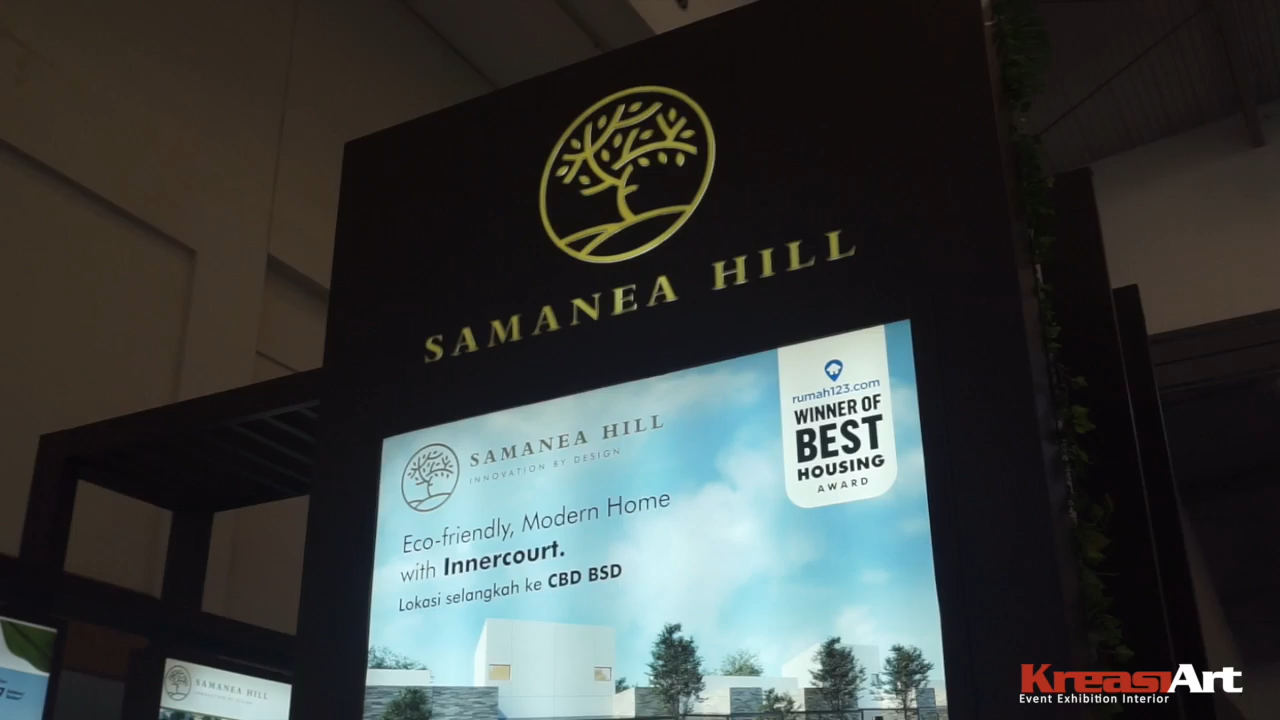 SAMANEA HILL
SAMANEA HILL
INNOVATION BY DESIGN
rumah123.com
WINNER OF
BEST
HOUSING
AWARD
Eco-friendly, Modern Home
with Innercourt.
Lokasi selangkah ke CBD BSD
SAMANEA HILL
KreasiArt
Event Exhibition Interior